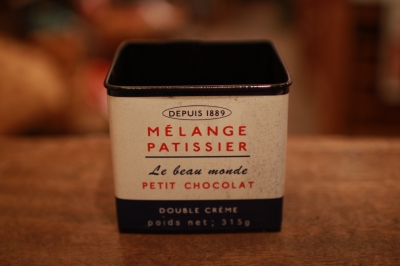 DEPUIS 1889
MÉLANGE
PATISSIER
Le beau monde
PETIT CHOCOLAT
DOUBLE CRÈME
poids net; 315g